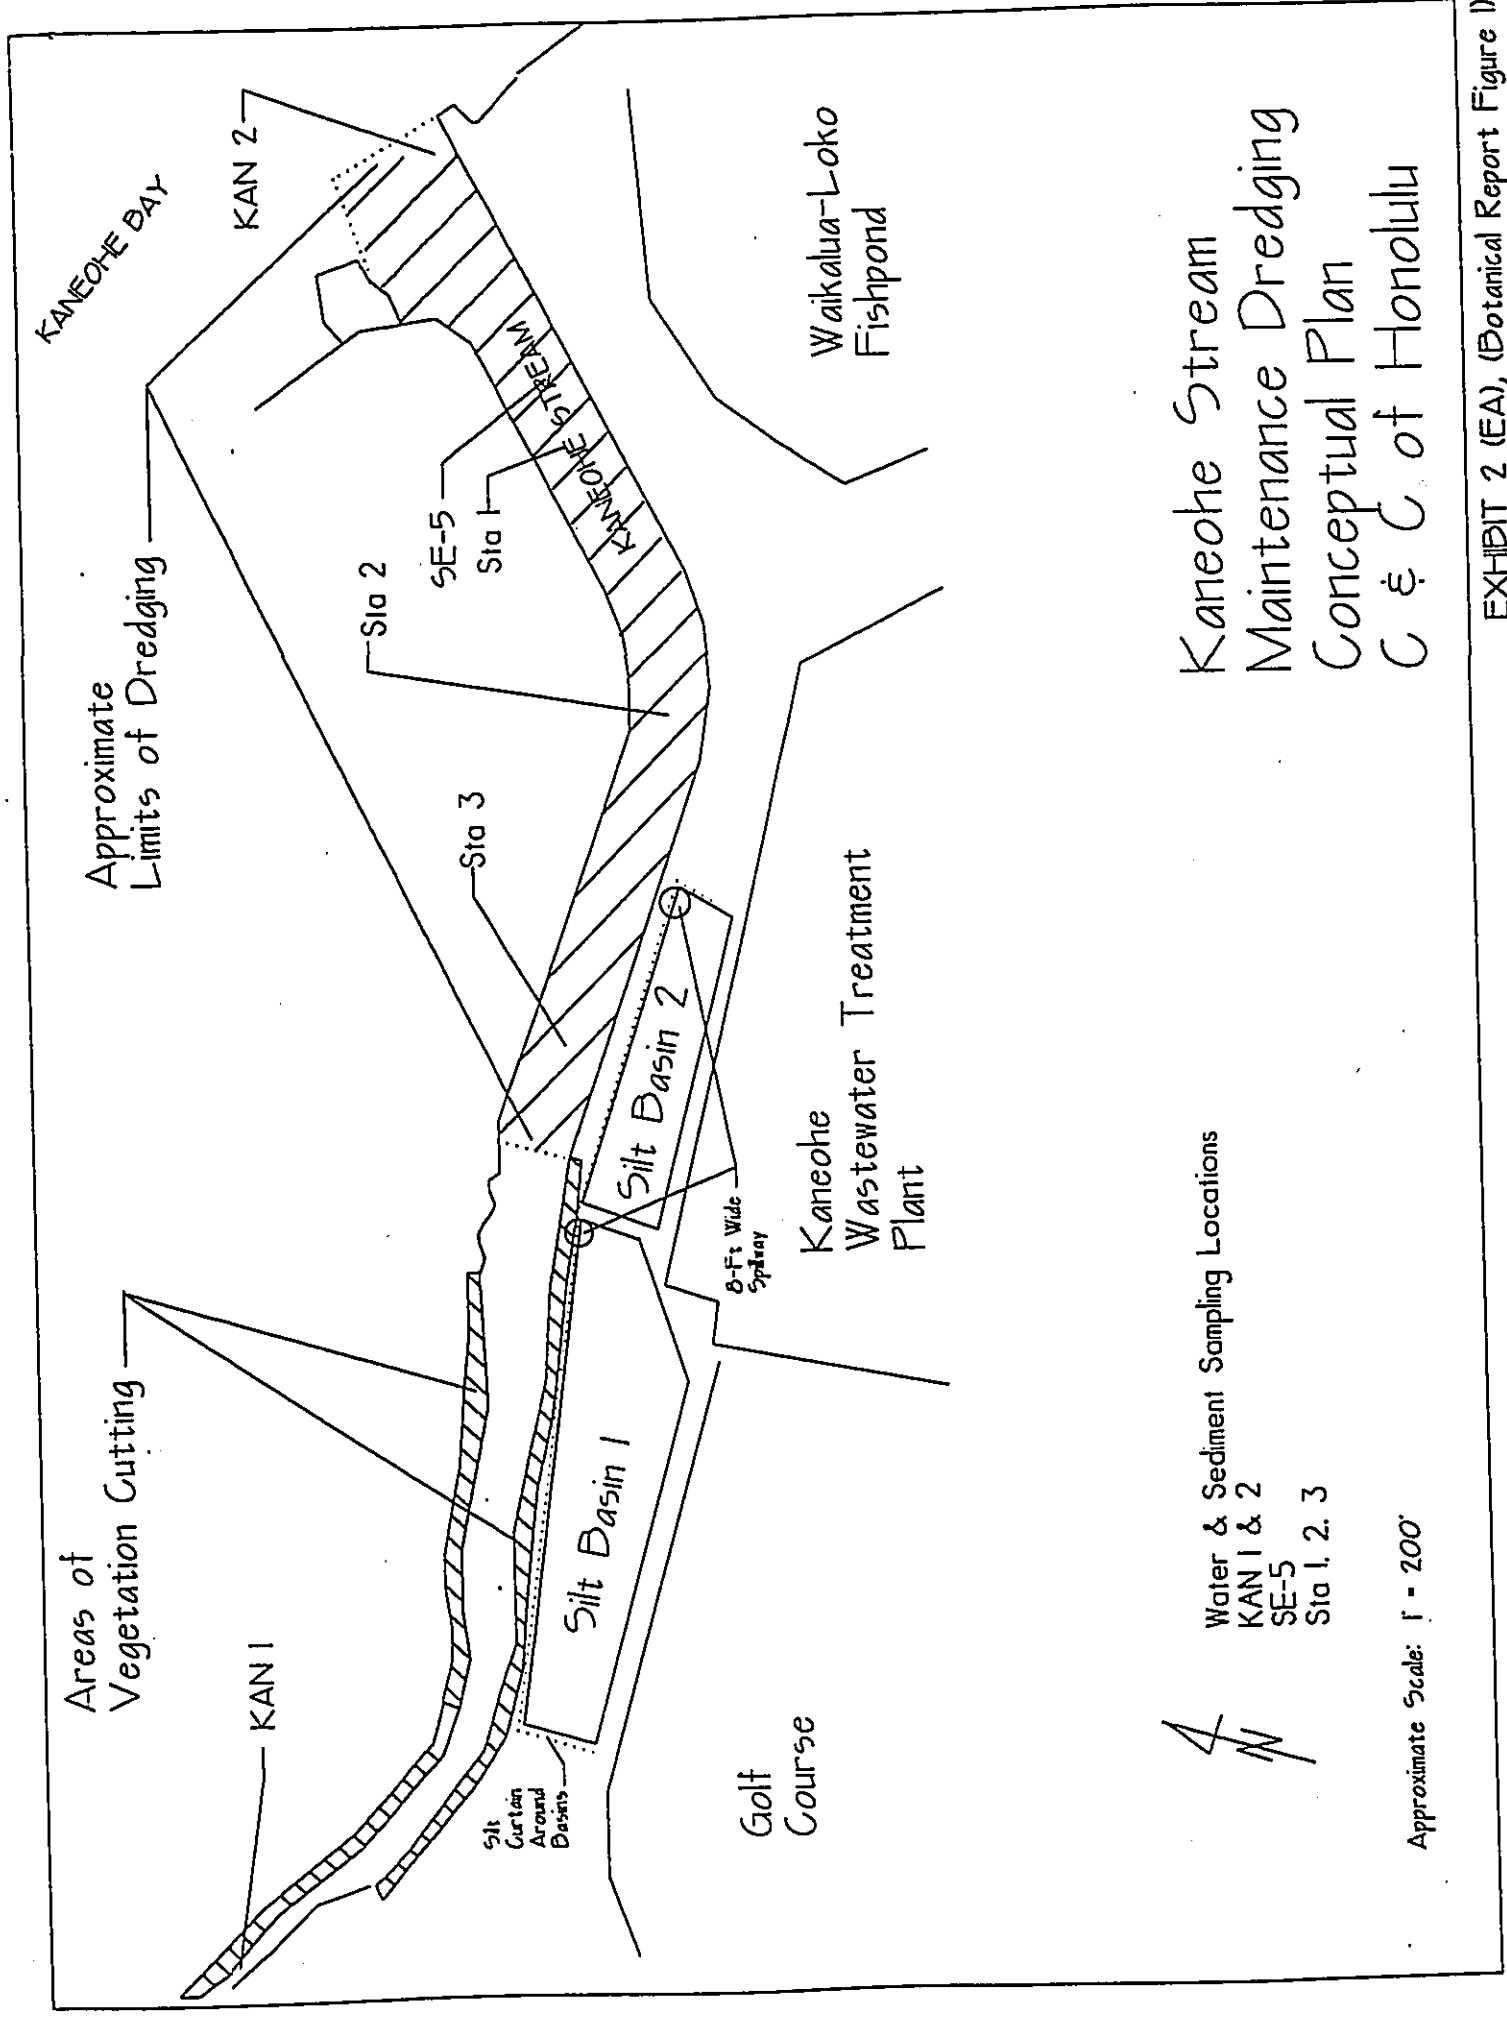 KANEOHE BAY
KAN 2
Approximate
Limits of Dredging
Sta 2
SE-5
Sta 1
KANEOHE STREAM
Sta 3
Areas of
Vegetation Cutting
KAN 1
Waikalua-Loko
Fishpond
Silt Basin 2
Silt Basin 1
8-Ft Wide
Spillway
Silt
Curtain
Around
Basins
Kaneohe
Wastewater Treatment
Plant
Golf
Course
Water & Sediment Sampling Locations
KAN 1 & 2
SE-5
Sta 1. 2. 3
N
Approximate Scale: 1" = 200'
Kaneohe Stream
Maintenance Dredging
Conceptual Plan
C & C of Honolulu
EXHIBIT 2 (EA), (Botanical Report Figure 1)